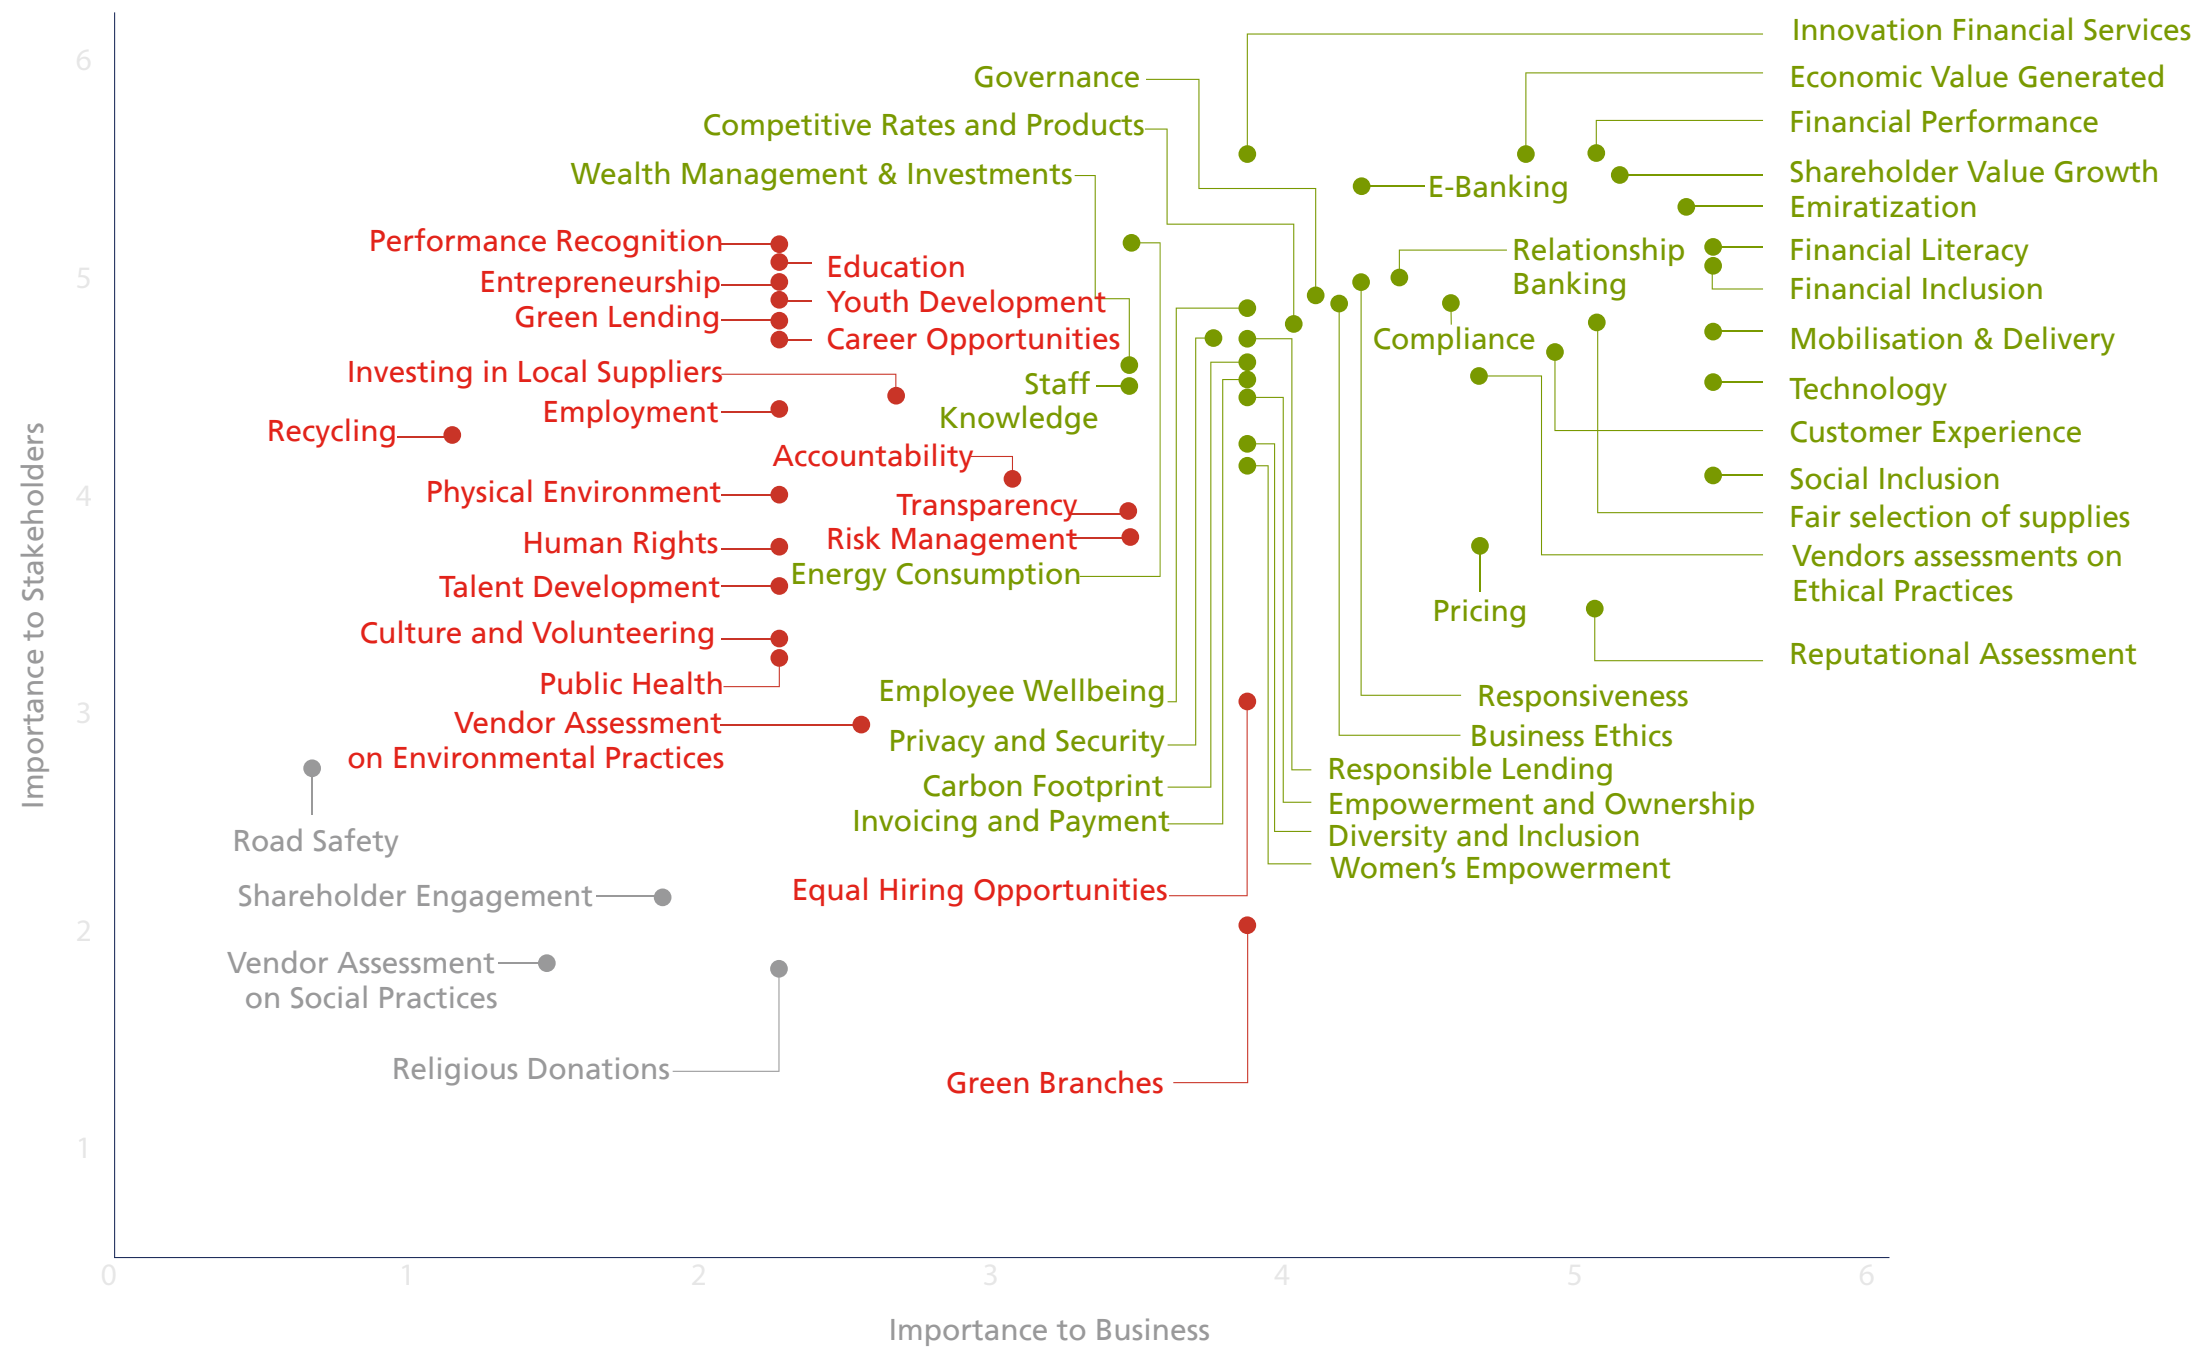 Innovation Financial Services
6
Governance
Economic Value Generated
Competitive Rates and Products
Financial Performance
Wealth Management & Investments
E-Banking
Shareholder Value Growth
Emiratization
Performance Recognition
Education
Relationship
Banking
Financial Literacy
5
Entrepreneurship
Youth Development
Financial Inclusion
Green Lending
Career Opportunities
Compliance
Mobilisation & Delivery
Investing in Local Suppliers
Staff
Knowledge
Technology
Employment
Recycling
Customer Experience
Accountability
Social Inclusion
4
Physical Environment
Transparency
Fair selection of supplies
Human Rights
Risk Management
Vendors assessments on
Ethical Practices
Energy Consumption
Talent Development
Pricing
Culture and Volunteering
Reputational Assessment
Public Health
Employee Wellbeing
Responsiveness
3
Vendor Assessment
on Environmental Practices
Privacy and Security
Business Ethics
Responsible Lending
Carbon Footprint
Empowerment and Ownership
Invoicing and Payment
Diversity and Inclusion
Road Safety
Women’s Empowerment
Shareholder Engagement
Equal Hiring Opportunities
2
Vendor Assessment
on Social Practices
Religious Donations
Green Branches
1
Importance to Stakeholders
0
1
2
3
4
5
6
Importance to Business